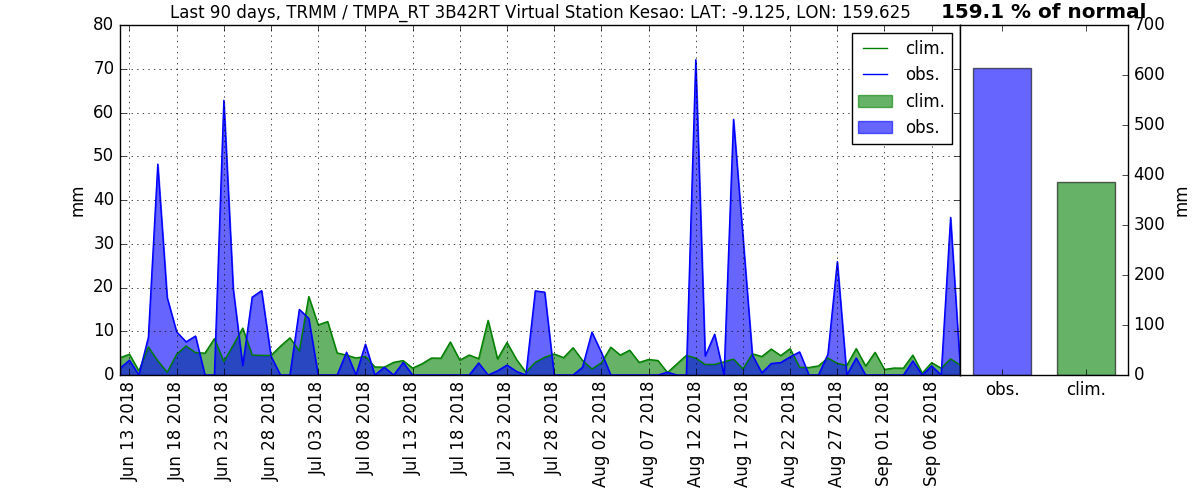 Last 90 days, TRMM / TMPA_RT 3B42RT Virtual Station Kesao: LAT: -9.125, LON: 159.625
159.1 % of normal
mm
80
70
60
50
40
30
20
10
0
clim.
obs.
clim.
obs.
700
600
500
400
300
200
100
0
mm
Jun 13 2018
Jun 18 2018
Jun 23 2018
Jun 28 2018
Jul 03 2018
Jul 08 2018
Jul 13 2018
Jul 18 2018
Jul 23 2018
Jul 28 2018
Aug 02 2018
Aug 07 2018
Aug 12 2018
Aug 17 2018
Aug 22 2018
Aug 27 2018
Sep 01 2018
Sep 06 2018
obs.
clim.